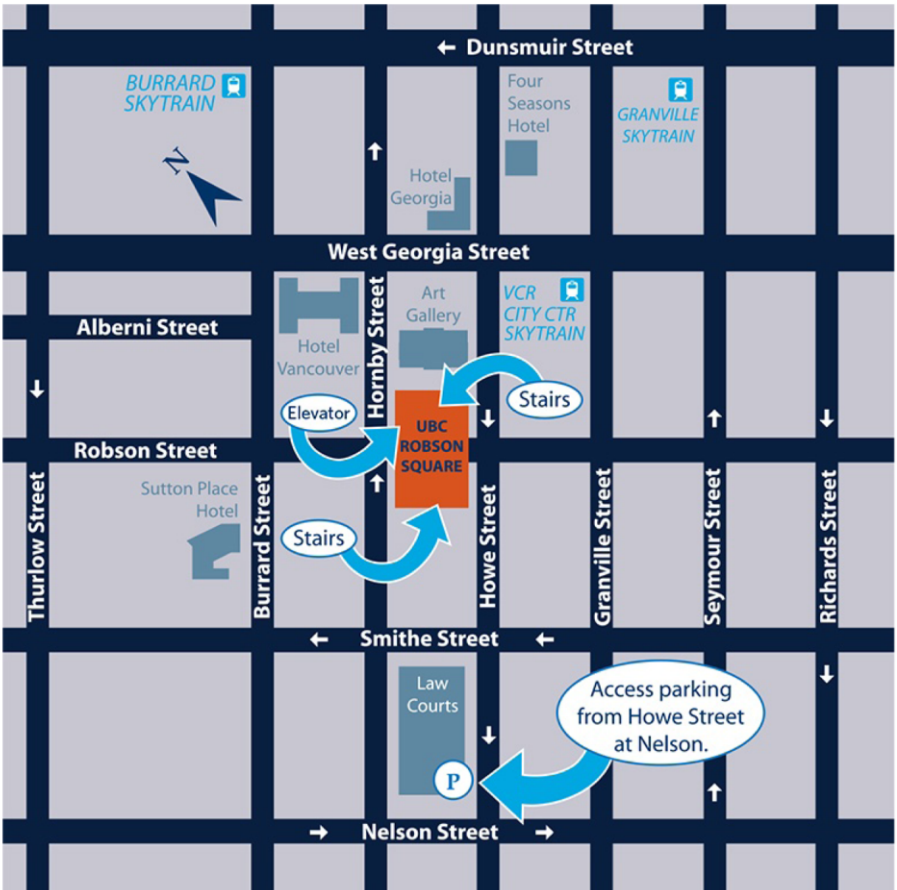 ← Dunsmuir Street
BURRARD
SKYTRAIN
Four
Seasons
Hotel
GRANVILLE
SKYTRAIN
N
Hotel
Georgia
West Georgia Street
Hornby Street
Art
Gallery
VCR
CITY CTR
SKYTRAIN
Alberni Street
Hotel
Vancouver
Elevator
Stairs
UBC
ROBSON
SQUARE
Robson Street
Sutton Place
Hotel
Stairs
Thurlow Street
Burrard Street
Howe Street
Granville Street
Seymour Street
Richards Street
← Smithe Street ←
Law
Courts
Access parking
from Howe Street
at Nelson.
P
→ Nelson Street →